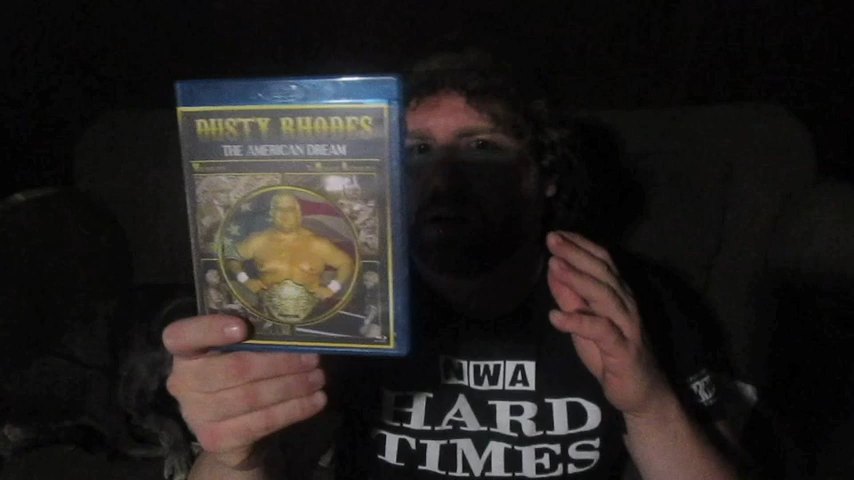 DUSTY RHODES
THE AMERICAN DREAM
NWA
HARD
TIMES